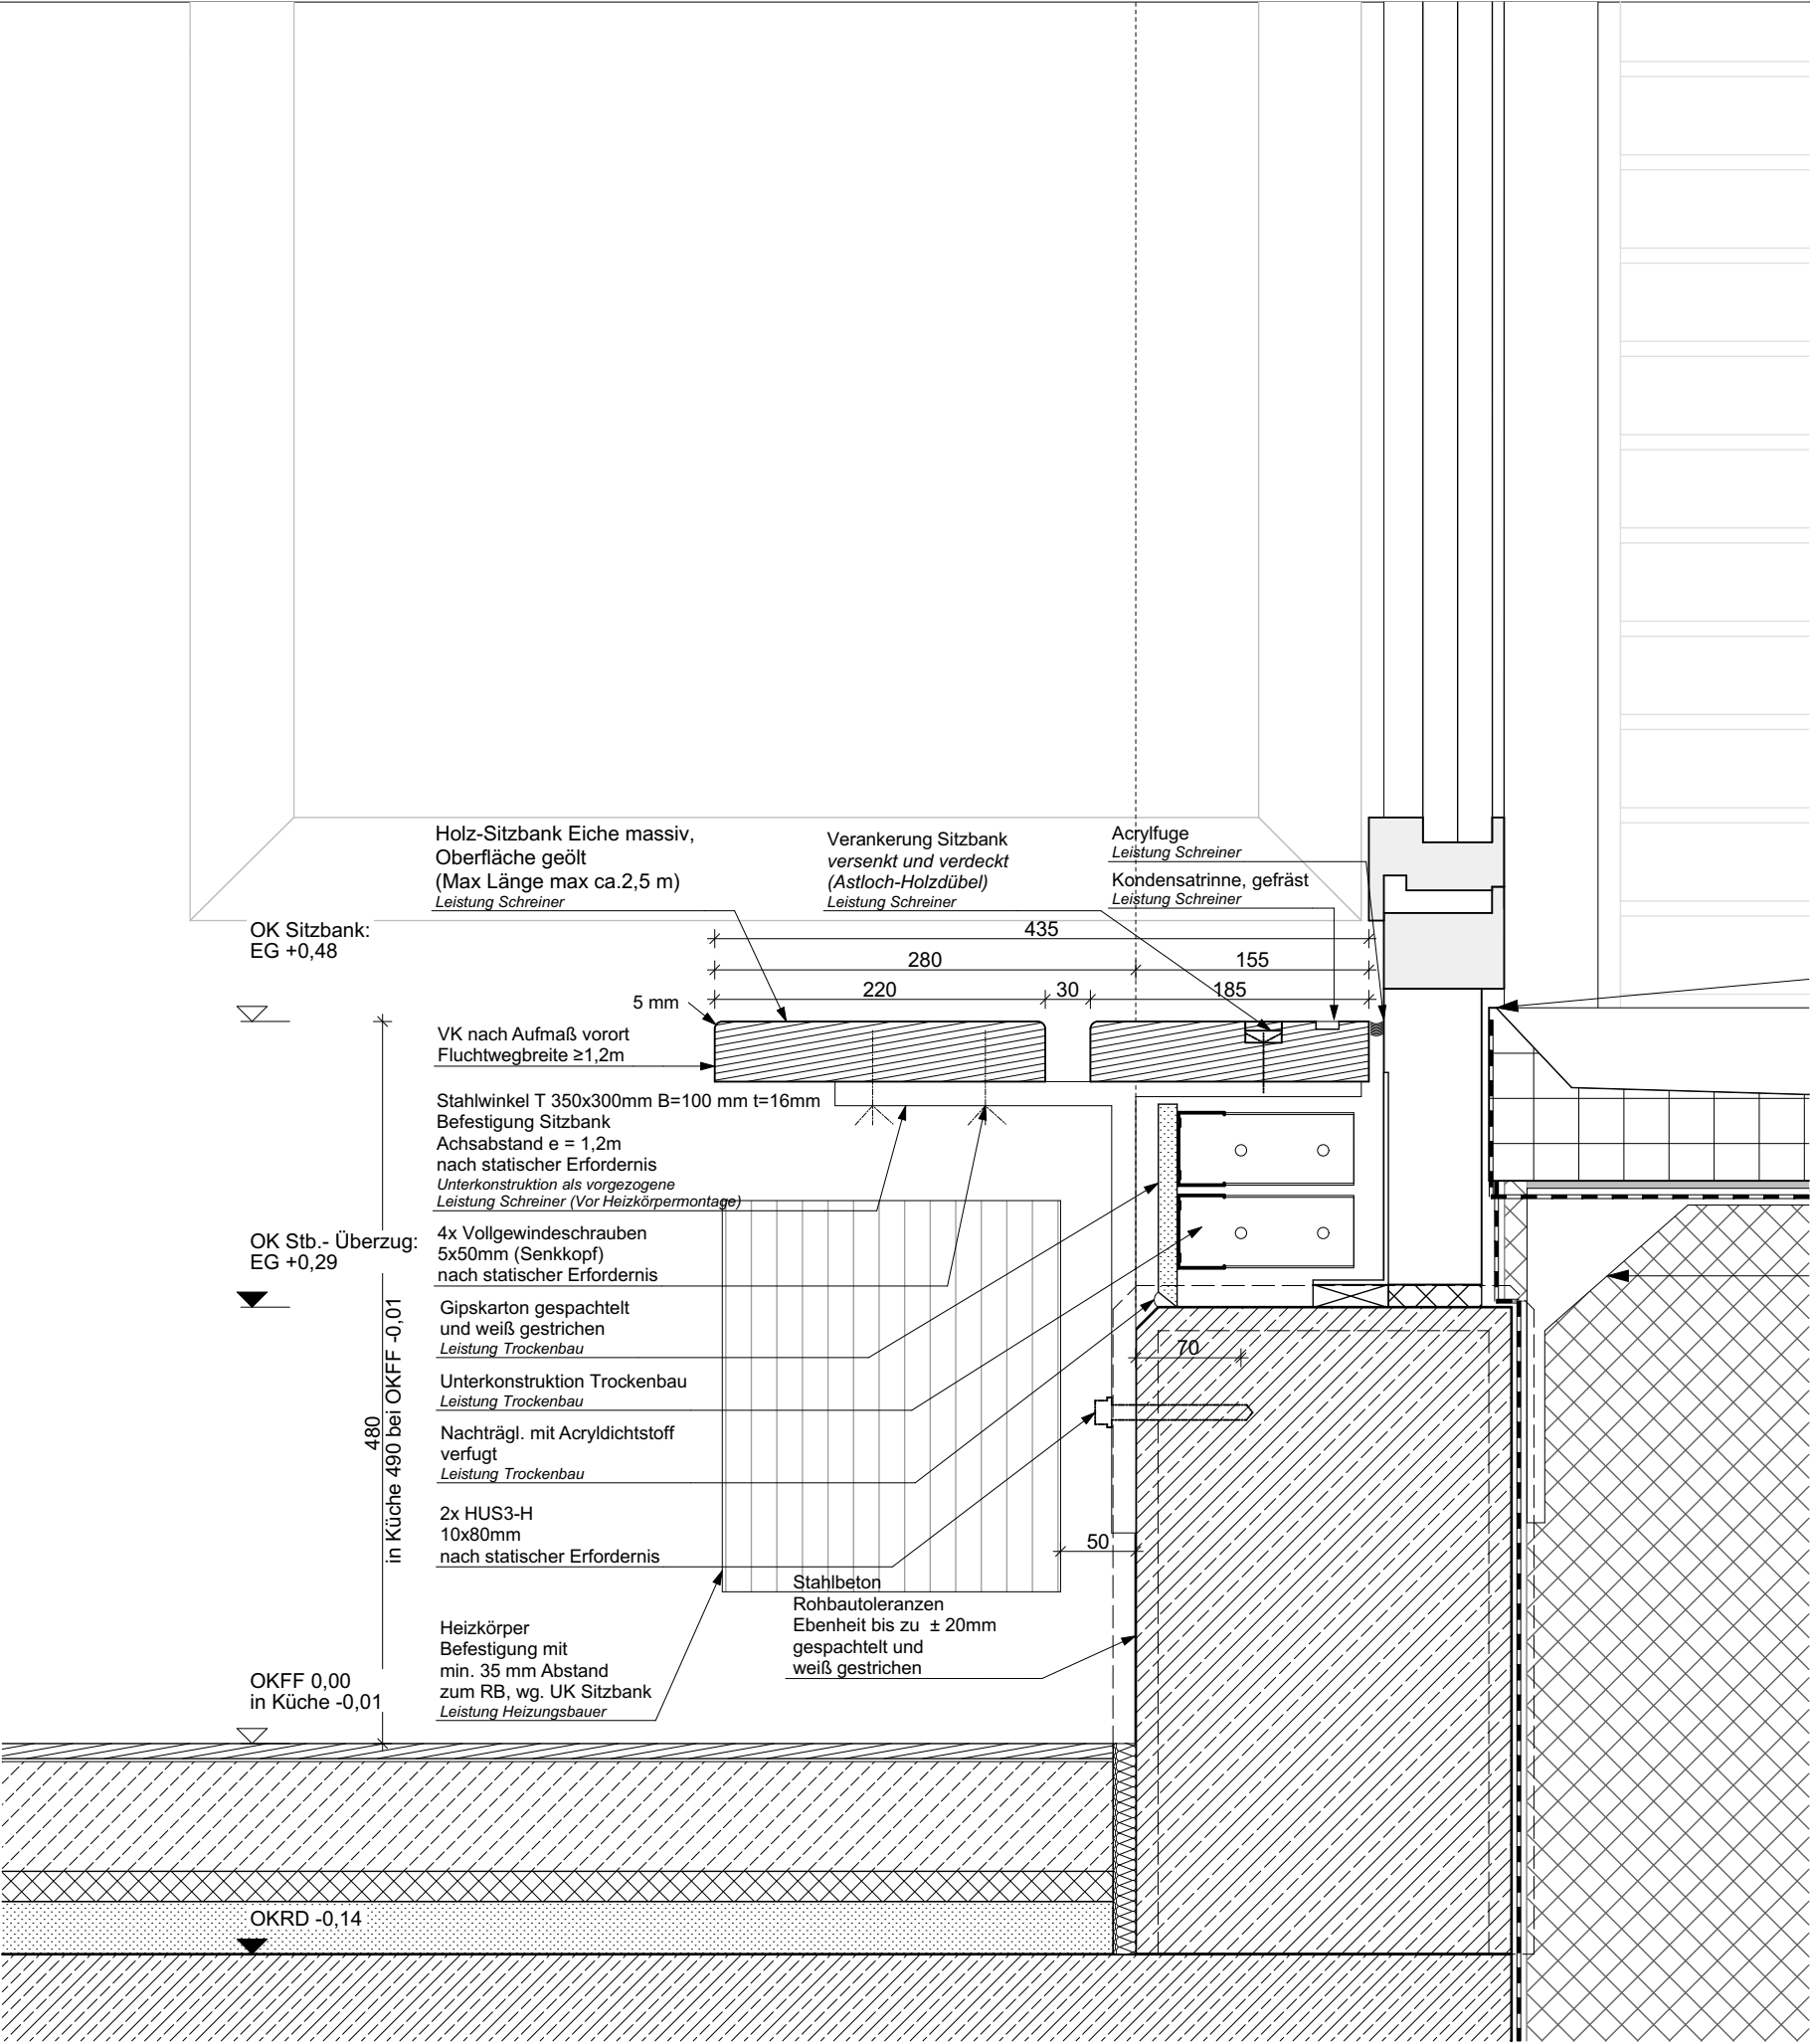 Holz-Sitzbank Eiche massiv,
Oberfläche geölt
(Max Länge max ca.2,5 m)
Leistung Schreiner
Verankerung Sitzbank
versenkt und verdeckt
(Astloch-Holzdübel)
Leistung Schreiner
Acrylfuge
Leistung Schreiner
Kondensatrinne, gefräst
Leistung Schreiner
OK Sitzbank:
EG +0,48
435
280
155
220
30
185
5 mm
VK nach Aufmaß vorort
Fluchtwegbreite ≥1,2m
Stahlwinkel T 350x300mm B=100 mm t=16mm
Befestigung Sitzbank
Achsabstand e = 1,2m
nach statischer Erfordernis
Unterkonstruktion als vorgezogene
Leistung Schreiner (Vor Heizkörpermontage)
OK Stb.- Überzug:
EG +0,29
4x Vollgewindeschrauben
5x50mm (Senkkopf)
nach statischer Erfordernis
Gipskarton gespachtelt
und weiß gestrichen
Leistung Trockenbau
70
Unterkonstruktion Trockenbau
Leistung Trockenbau
480
in Küche 490 bei OKFF -0,01
Nachträgl. mit Acryldichtstoff
verfugt
Leistung Trockenbau
2x HUS3-H
10x80mm
nach statischer Erfordernis
50
Stahlbeton
Rohbautoleranzen
Ebenheit bis zu ± 20mm
gespachtelt und
weiß gestrichen
Heizkörper
Befestigung mit
min. 35 mm Abstand
zum RB, wg. UK Sitzbank
Leistung Heizungsbauer
OKFF 0,00
in Küche -0,01
OKRD -0,14